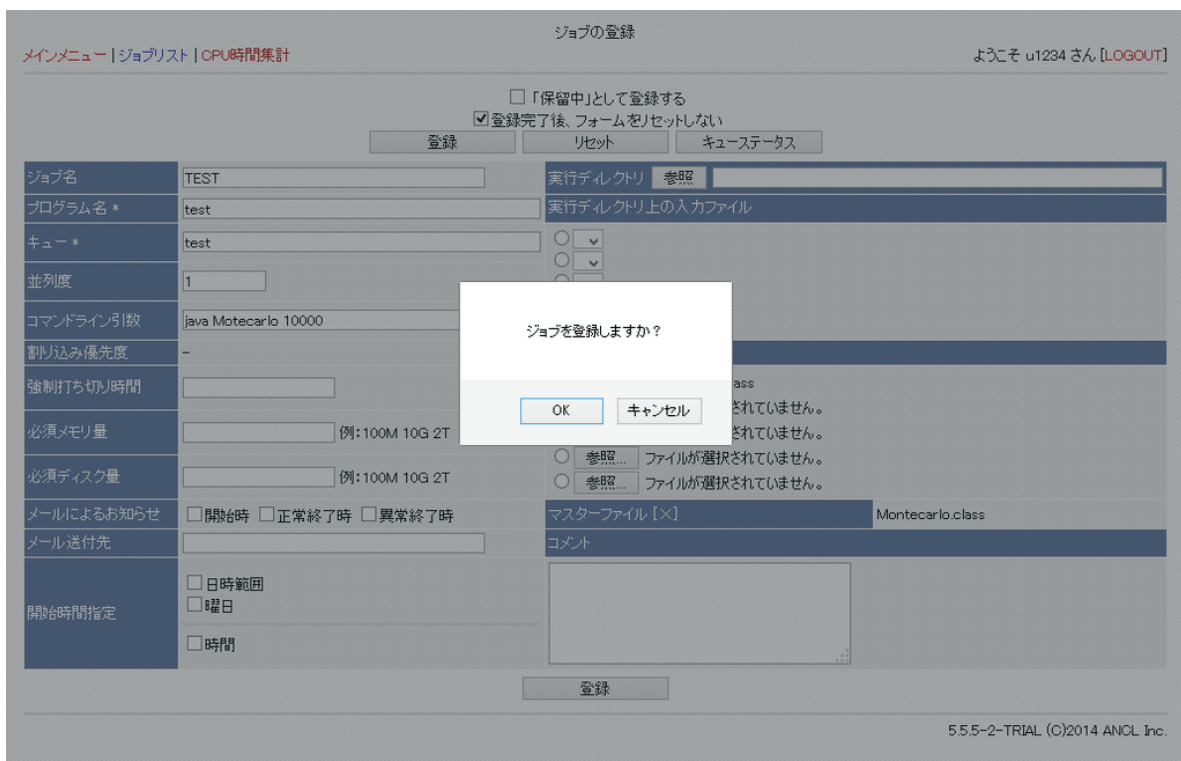 ジョブの登録
メインメニュー | ジョブリスト | CPU時間集計
ようこそ u1234 さん [LOGOUT]
「保留中」として登録する
登録完了後、フォームをリセットしない
登録 リセット キューステータス
ジョブ名 TEST 実行ディレクトリ 参照
プログラム名 * test 実行ディレクトリ上の入力ファイル
キュー * test
並列度 1
コマンドライン引数 java Motecarlo 10000
ジョブを登録しますか?
割り込み優先度 -
強制打ち切り時間 ass
OK キャンセル されていません。
必須メモリ量 例:100M 10G 2T されていません。
参照... ファイルが選択されていません。
必須ディスク量 例:100M 10G 2T
参照... ファイルが選択されていません。
メールによるお知らせ 開始時 正常終了時 異常終了時 マスターファイル [×] Montecarlo.class
メール送付先 コメント
開始時間指定 日時範囲
曜日
時間
登録
5.5.5-2-TRIAL (C)2014 ANCL Inc.